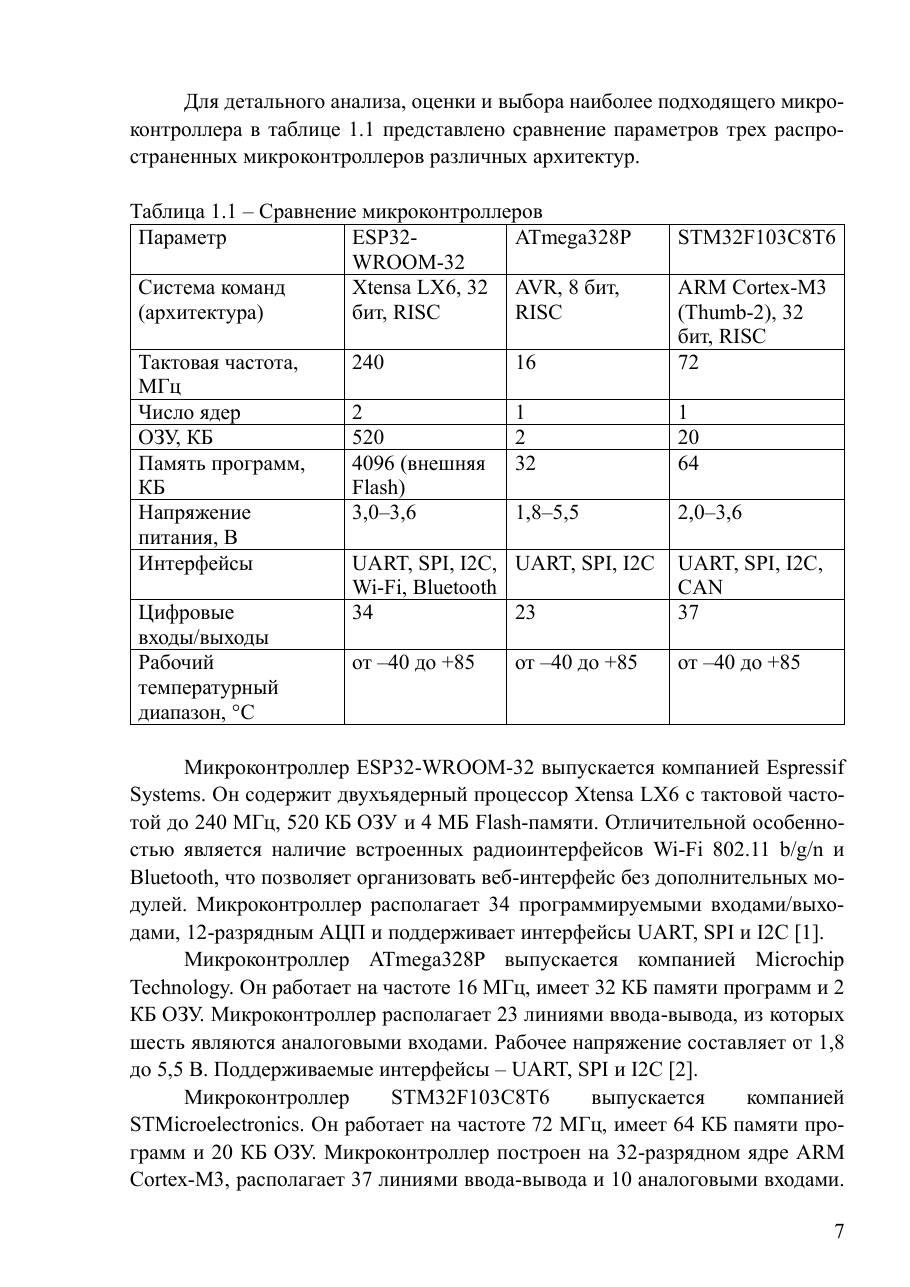 Для детального анализа, оценки и выбора наиболее подходящего микро-
контроллера в таблице 1.1 представлено сравнение параметров трех распро-
страненных микроконтроллеров различных архитектур.
Таблица 1.1 – Сравнение микроконтроллеров
Параметр ESP32- ATmega328P STM32F103C8T6
WROOM-32
Система команд Xtensa LX6, 32 AVR, 8 бит, ARM Cortex-M3
(архитектура) бит, RISC RISC (Thumb-2), 32
бит, RISC
Тактовая частота, 240 16 72
МГц
Число ядер 2 1 1
ОЗУ, КБ 520 2 20
Память программ, 4096 (внешняя 32 64
КБ Flash)
Напряжение 3,0–3,6 1,8–5,5 2,0–3,6
питания, В
Интерфейсы UART, SPI, I2C, UART, SPI, I2C UART, SPI, I2C,
Wi-Fi, Bluetooth CAN
Цифровые 34 23 37
входы/выходы
Рабочий от –40 до +85 от –40 до +85 от –40 до +85
температурный
диапазон, °С
Микроконтроллер ESP32-WROOM-32 выпускается компанией Espressif
Systems. Он содержит двухъядерный процессор Xtensa LX6 с тактовой часто-
той до 240 МГц, 520 КБ ОЗУ и 4 МБ Flash-памяти. Отличительной особенно-
стью является наличие встроенных радиоинтерфейсов Wi-Fi 802.11 b/g/n и
Bluetooth, что позволяет организовать веб-интерфейс без дополнительных мо-
дулей. Микроконтроллер располагает 34 программируемыми входами/выхо-
дами, 12-разрядным АЦП и поддерживает интерфейсы UART, SPI и I2C [1].
Микроконтроллер ATmega328P выпускается компанией Microchip
Technology. Он работает на частоте 16 МГц, имеет 32 КБ памяти программ и 2
КБ ОЗУ. Микроконтроллер располагает 23 линиями ввода-вывода, из которых
шесть являются аналоговыми входами. Рабочее напряжение составляет от 1,8
до 5,5 В. Поддерживаемые интерфейсы – UART, SPI и I2C [2].
Микроконтроллер STM32F103C8T6 выпускается компанией
STMicroelectronics. Он работает на частоте 72 МГц, имеет 64 КБ памяти про-
грамм и 20 КБ ОЗУ. Микроконтроллер построен на 32-разрядном ядре ARM
Cortex-M3, располагает 37 линиями ввода-вывода и 10 аналоговыми входами.
7